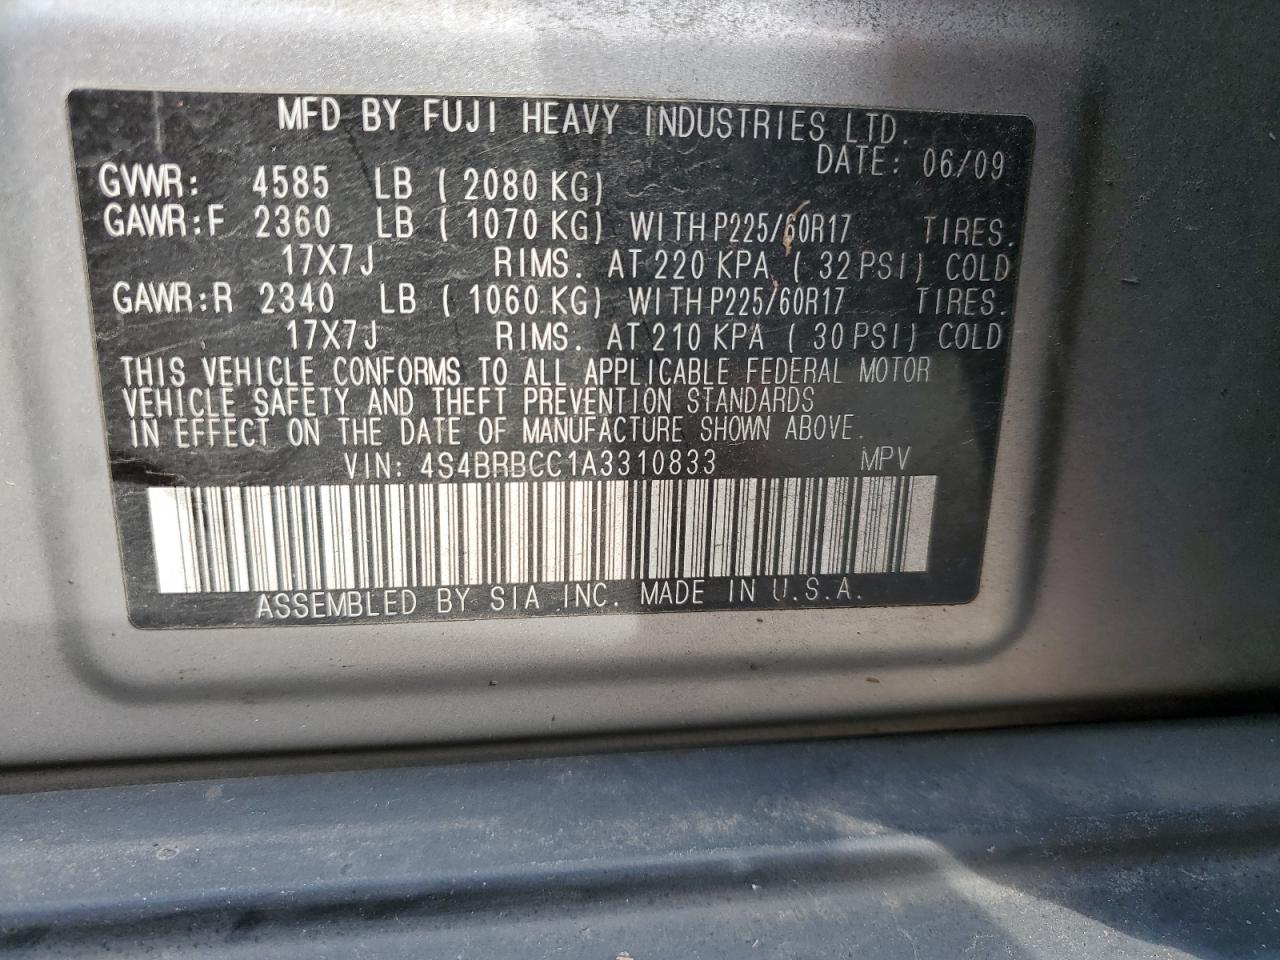 MFD BY FUJI HEAVY INDUSTRIES LTD.
DATE: 06/09
GVWR: 4585 LB ( 2080 KG)
GAWR:F 2360 LB ( 1070 KG) WITH P225/60R17 TIRES.
17X7J RIMS. AT 220 KPA ( 32 PSI) COLD
GAWR:R 2340 LB ( 1060 KG) WITH P225/60R17 TIRES.
17X7J RIMS. AT 210 KPA ( 30 PSI) COLD
THIS VEHICLE CONFORMS TO ALL APPLICABLE FEDERAL MOTOR
VEHICLE SAFETY AND THEFT PREVENTION STANDARDS
IN EFFECT ON THE DATE OF MANUFACTURE SHOWN ABOVE.
VIN: 4S4BRBCC1A3310833 MPV
ASSEMBLED BY SIA INC. MADE IN U.S.A.